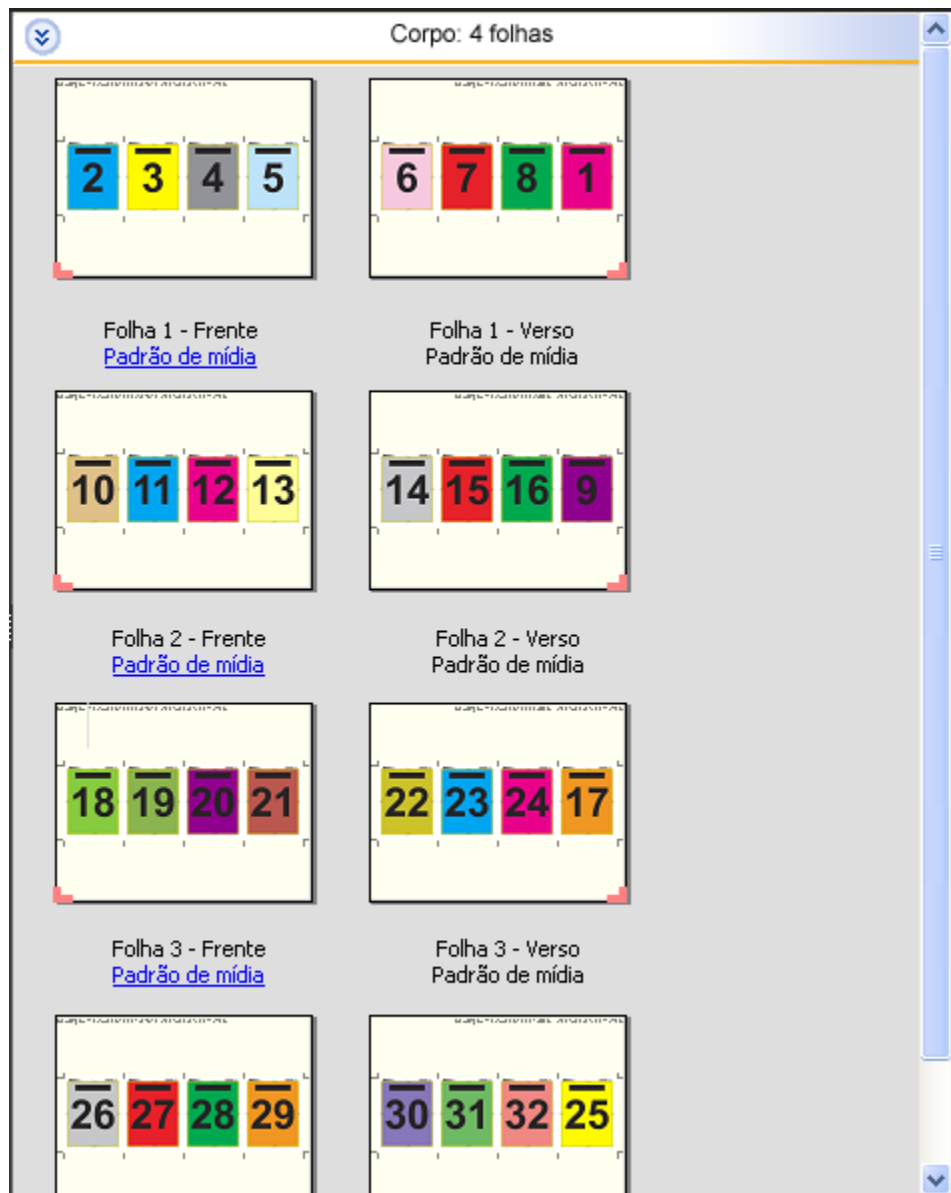 Corpo: 4 folhas
2 3 4 5
6 7 8 1
Folha 1 - Frente
Padrão de mídia
Folha 1 - Verso
Padrão de mídia
10 11 12 13
14 15 16 9
Folha 2 - Frente
Padrão de mídia
Folha 2 - Verso
Padrão de mídia
18 19 20 21
22 23 24 17
Folha 3 - Frente
Padrão de mídia
Folha 3 - Verso
Padrão de mídia
26 27 28 29
30 31 32 25